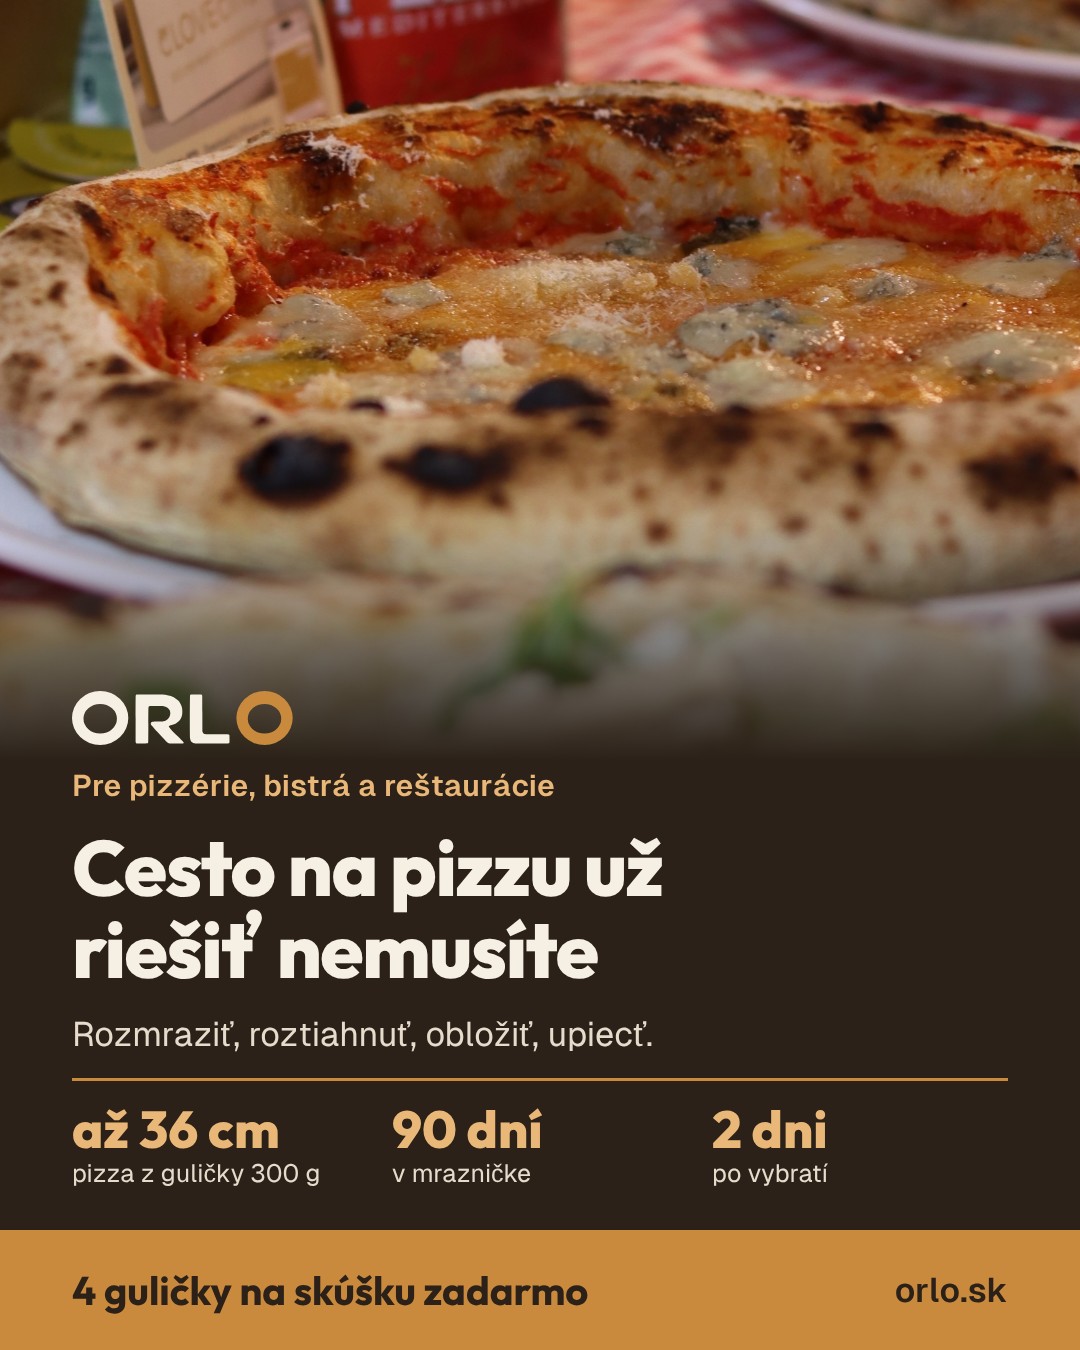 MEDITERR
ORLO
Pre pizzérie, bistrá a reštaurácie
Cesto na pizzu už
riešiť nemusíte
Rozmraziť, roztiahnuť, obložiť, upiecť.
až 36 cm
90 dní
2 dni
pizza z guličky 300 g
v mrazničke
po vybratí
4 guličky na skúšku zadarmo
orlo.sk